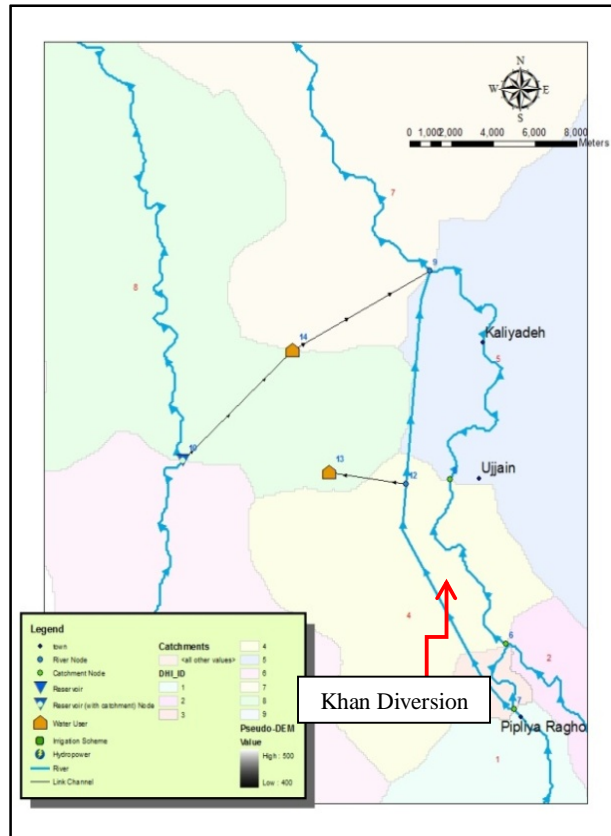 N
W E
S
0 1,000 2,000 4,000 6,000 8,000
Meters
7
9
8
14
Kaliyadeh
5
10
13
12
Ujjain
4
6
2
Khan Diversion
Pipliya Ragho
1
Legend
town
River Node
Catchment Node
Reservoir
Reservoir (with catchment) Node
Water User
Irrigation Scheme
Hydropower
River
Link Channel
Catchments
<all other values>
DHI_ID
1
2
3
4
5
6
7
8
9
Pseudo-DEM
Value
High : 500
Low : 400